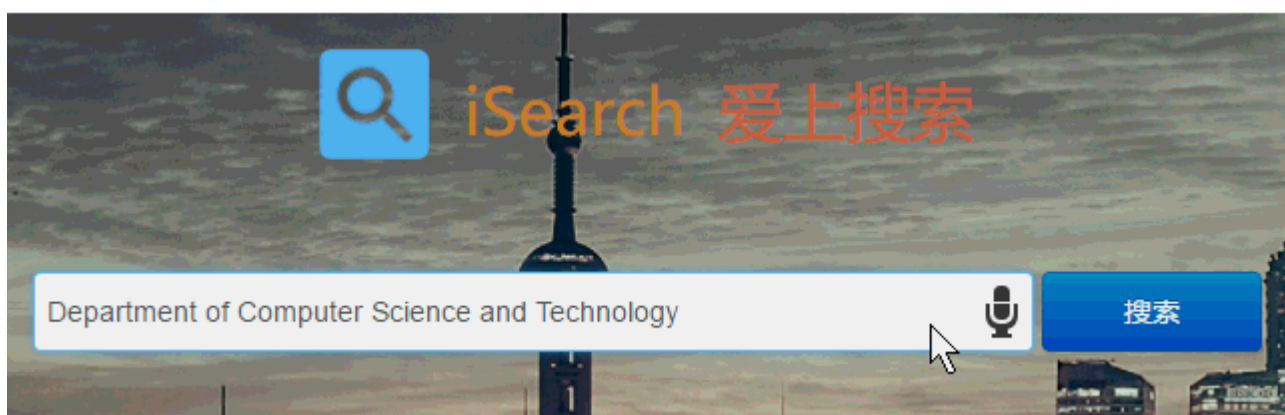 iSearch 爱上搜索
Department of Computer Science and Technology 搜索